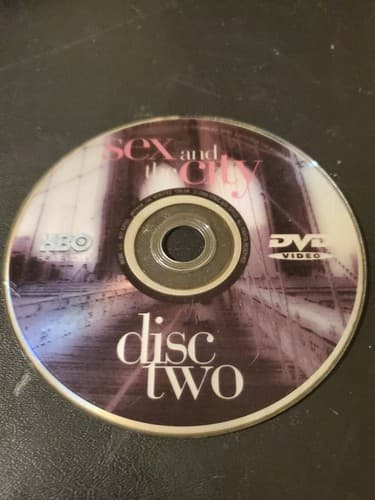 sex and
the city
HBO
DVD
VIDEO
disc
two